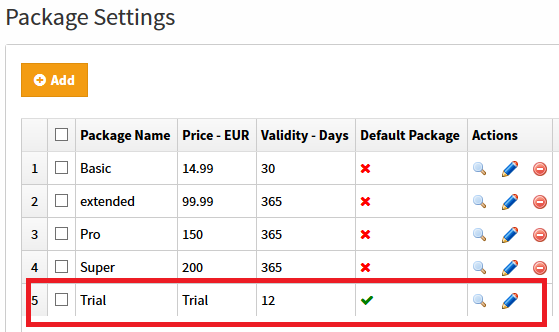 Package Settings
Add
Package Name Price - EUR Validity - Days Default Package Actions
1 Basic 14.99 30
2 extended 99.99 365
3 Pro 150 365
4 Super 200 365
5 Trial Trial 12